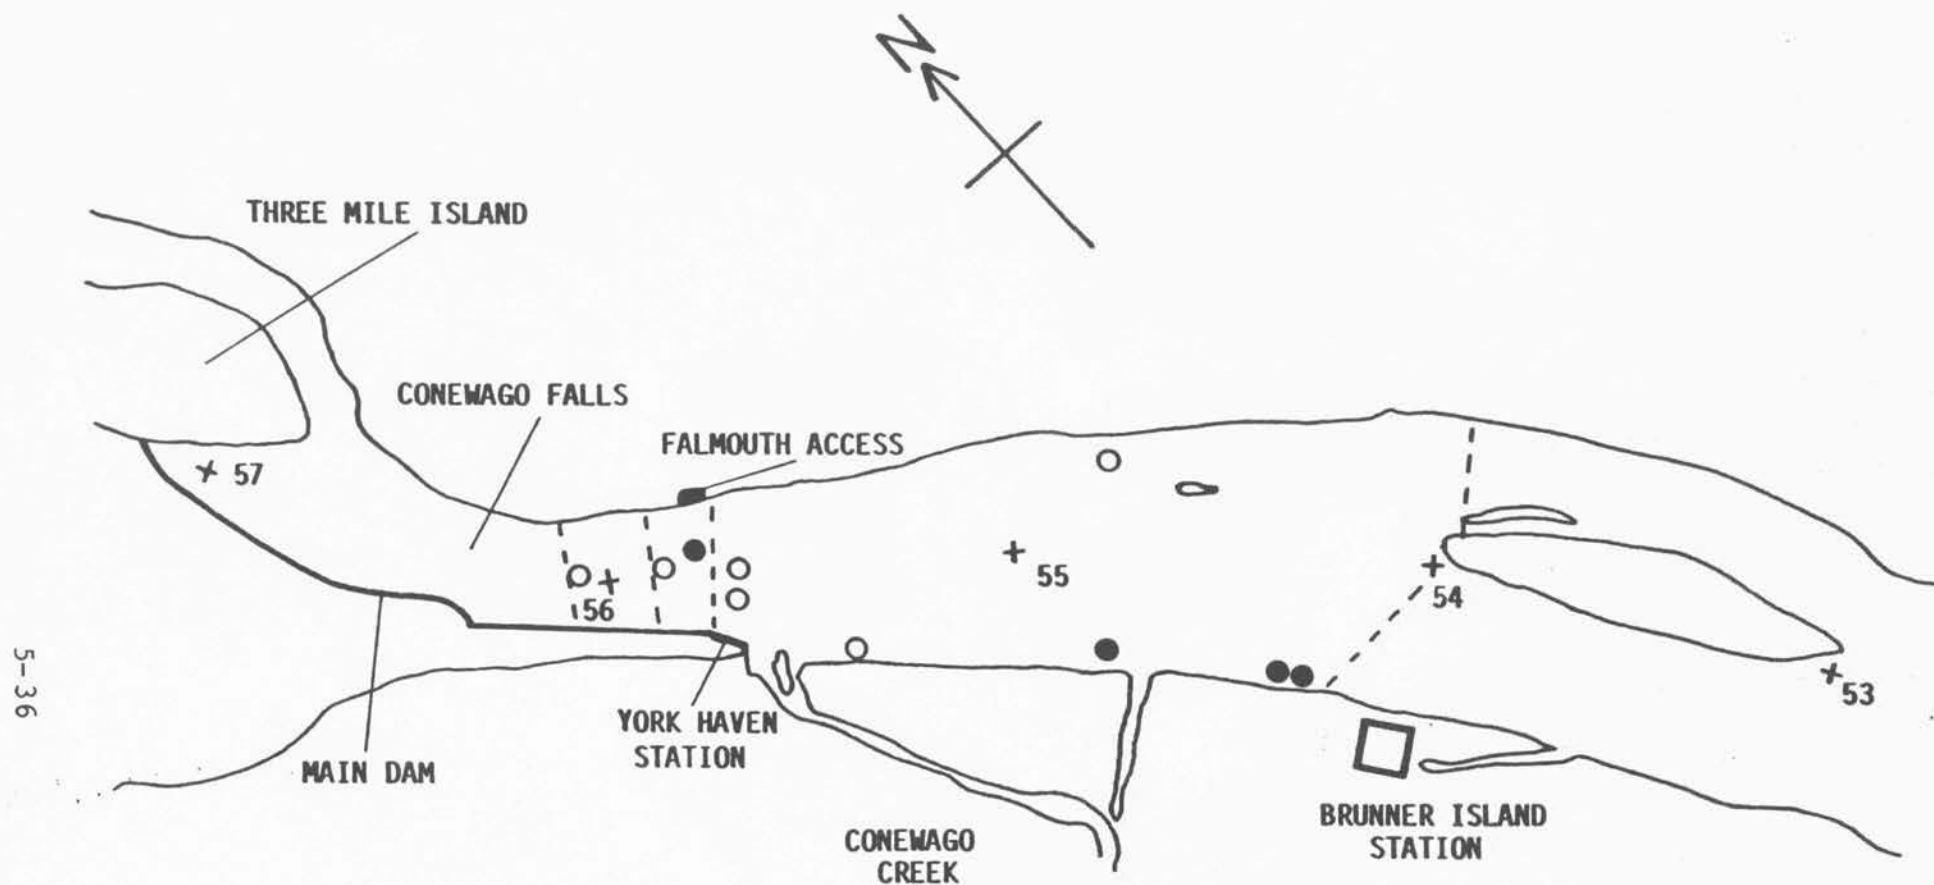 N
THREE MILE ISLAND
CONEWAGO FALLS
FALMOUTH ACCESS
57
56
55
54
53
YORK HAVEN
STATION
MAIN DAM
BRUNNER ISLAND
STATION
CONEWAGO
CREEK
5-36